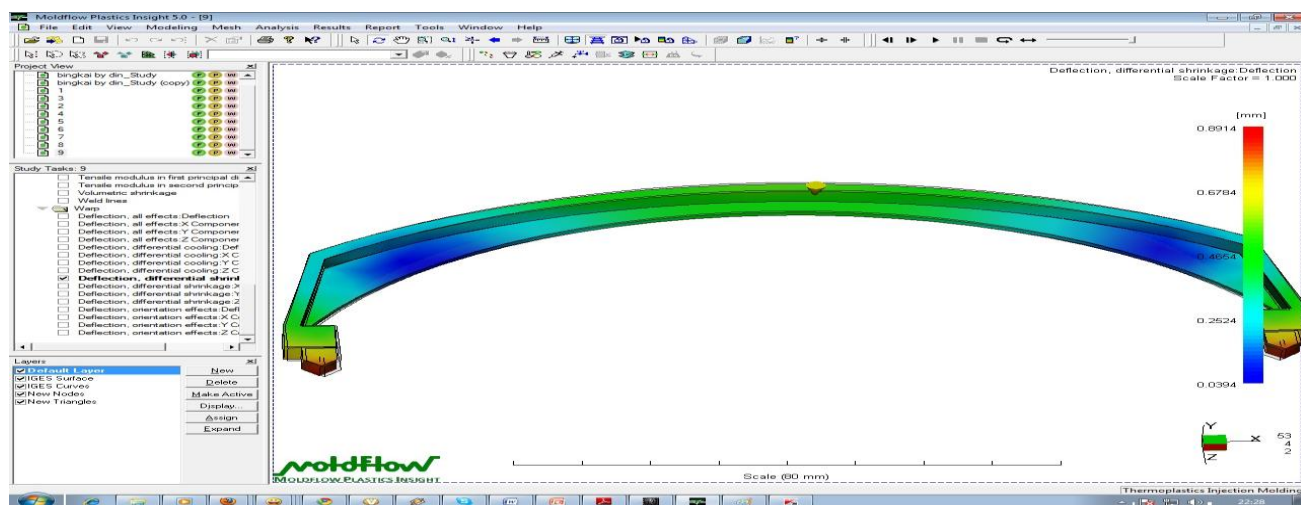 Moldflow Plastics Insight 5.0 - [9]
File Edit View Modeling Mesh Analysis Results Report Tools Window Help
Project View
bingkai by din_Study
bingkai by din_Study (copy)
1
3
2
4
5
6
7
8
9
Study Tasks: 9
Tensile modulus in first principal di
Tensile modulus in second princip
Volumetric shrinkage
Weld lines
Warp
Deflection, all effects:Deflection
Deflection, all effects:X Componer
Deflection, all effects:Y Componer
Deflection, all effects:Z Componer
Deflection, differential cooling:Def
Deflection, differential cooling:X C
Deflection, differential cooling:Y C
Deflection, differential cooling:Z C
Deflection, differential shrinl
Deflection, differential shrinkage:X
Deflection, differential shrinkage:Y
Deflection, differential shrinkage:Z
Deflection, orientation effects:Defl
Deflection, orientation effects:X C
Deflection, orientation effects:Y C
Deflection, orientation effects:Z C
Layers
Default Layer
IGES Surface
IGES Curves
New Nodes
New Triangles
New
Delete
Make Active
Display...
Assign
Expand
Deflection, differential shrinkage:Deflection
Scale Factor = 1.000
[mm]
0.8914
0.6784
0.4654
0.2524
0.0394
Y
X
Z
53
4
2
moldflow
MOLDFLOW PLASTICS INSIGHT
Scale (80 mm)
Thermoplastics Injection Molding
22:28